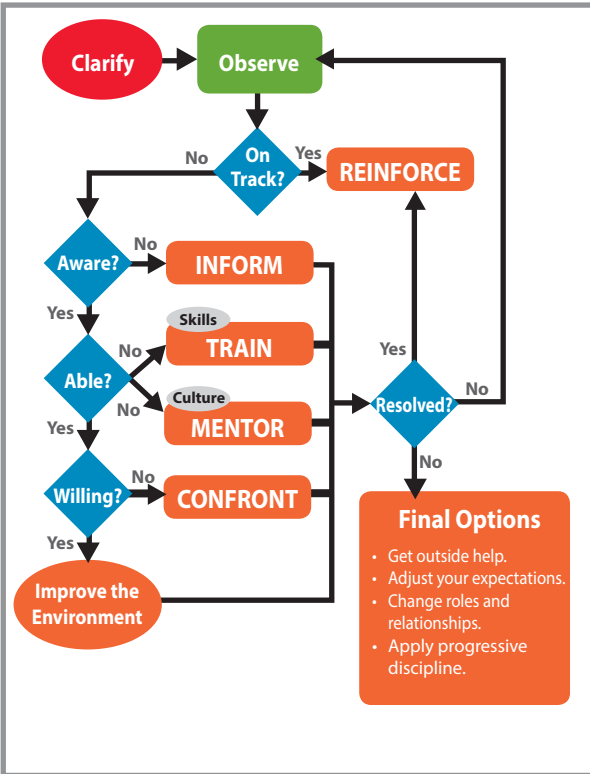 Clarify
Observe
No
On
Track?
Yes
REINFORCE
Aware?
No
INFORM
Yes
Skills
TRAIN
Able?
No
No
Culture
MENTOR
Yes
Yes
Resolved?
No
No
Willing?
No
CONFRONT
Yes
Improve the
Environment
Final Options
• Get outside help.
• Adjust your expectations.
• Change roles and
relationships.
• Apply progressive
discipline.